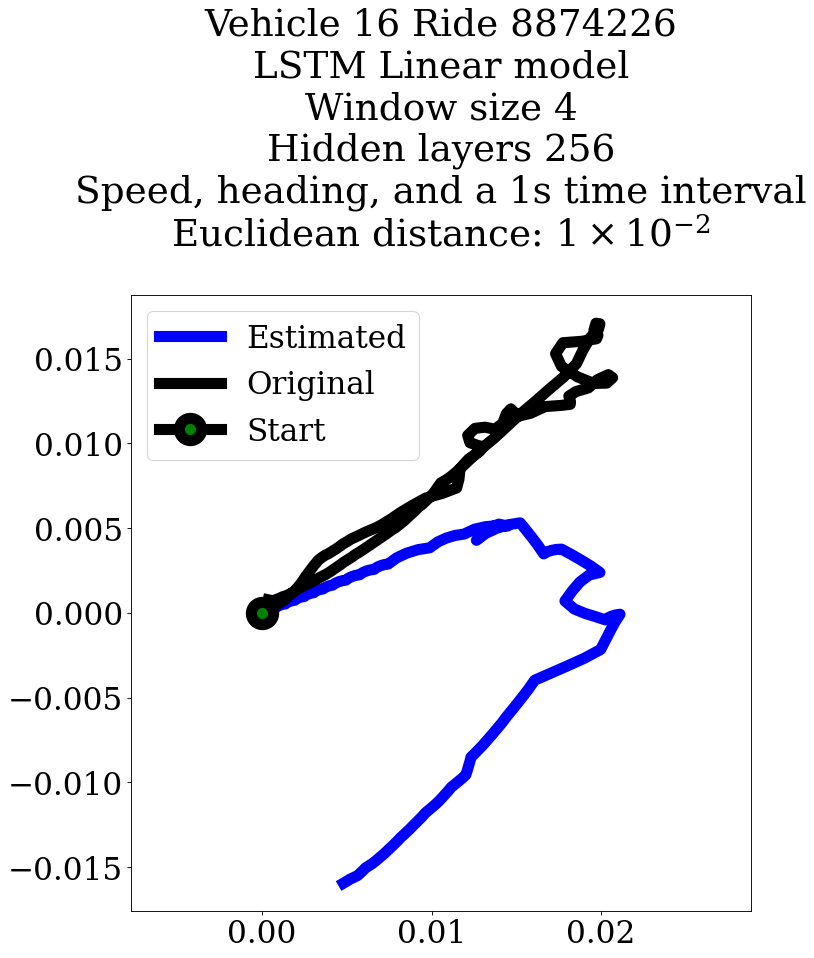 Vehicle 16 Ride 8874226
LSTM Linear model
Window size 4
Hidden layers 256
Speed, heading, and a 1s time interval
Euclidean distance: 1 × 10⁻²
Estimated
Original
Start
0.015
0.010
0.005
0.000
−0.005
−0.010
−0.015
0.00 0.01 0.02